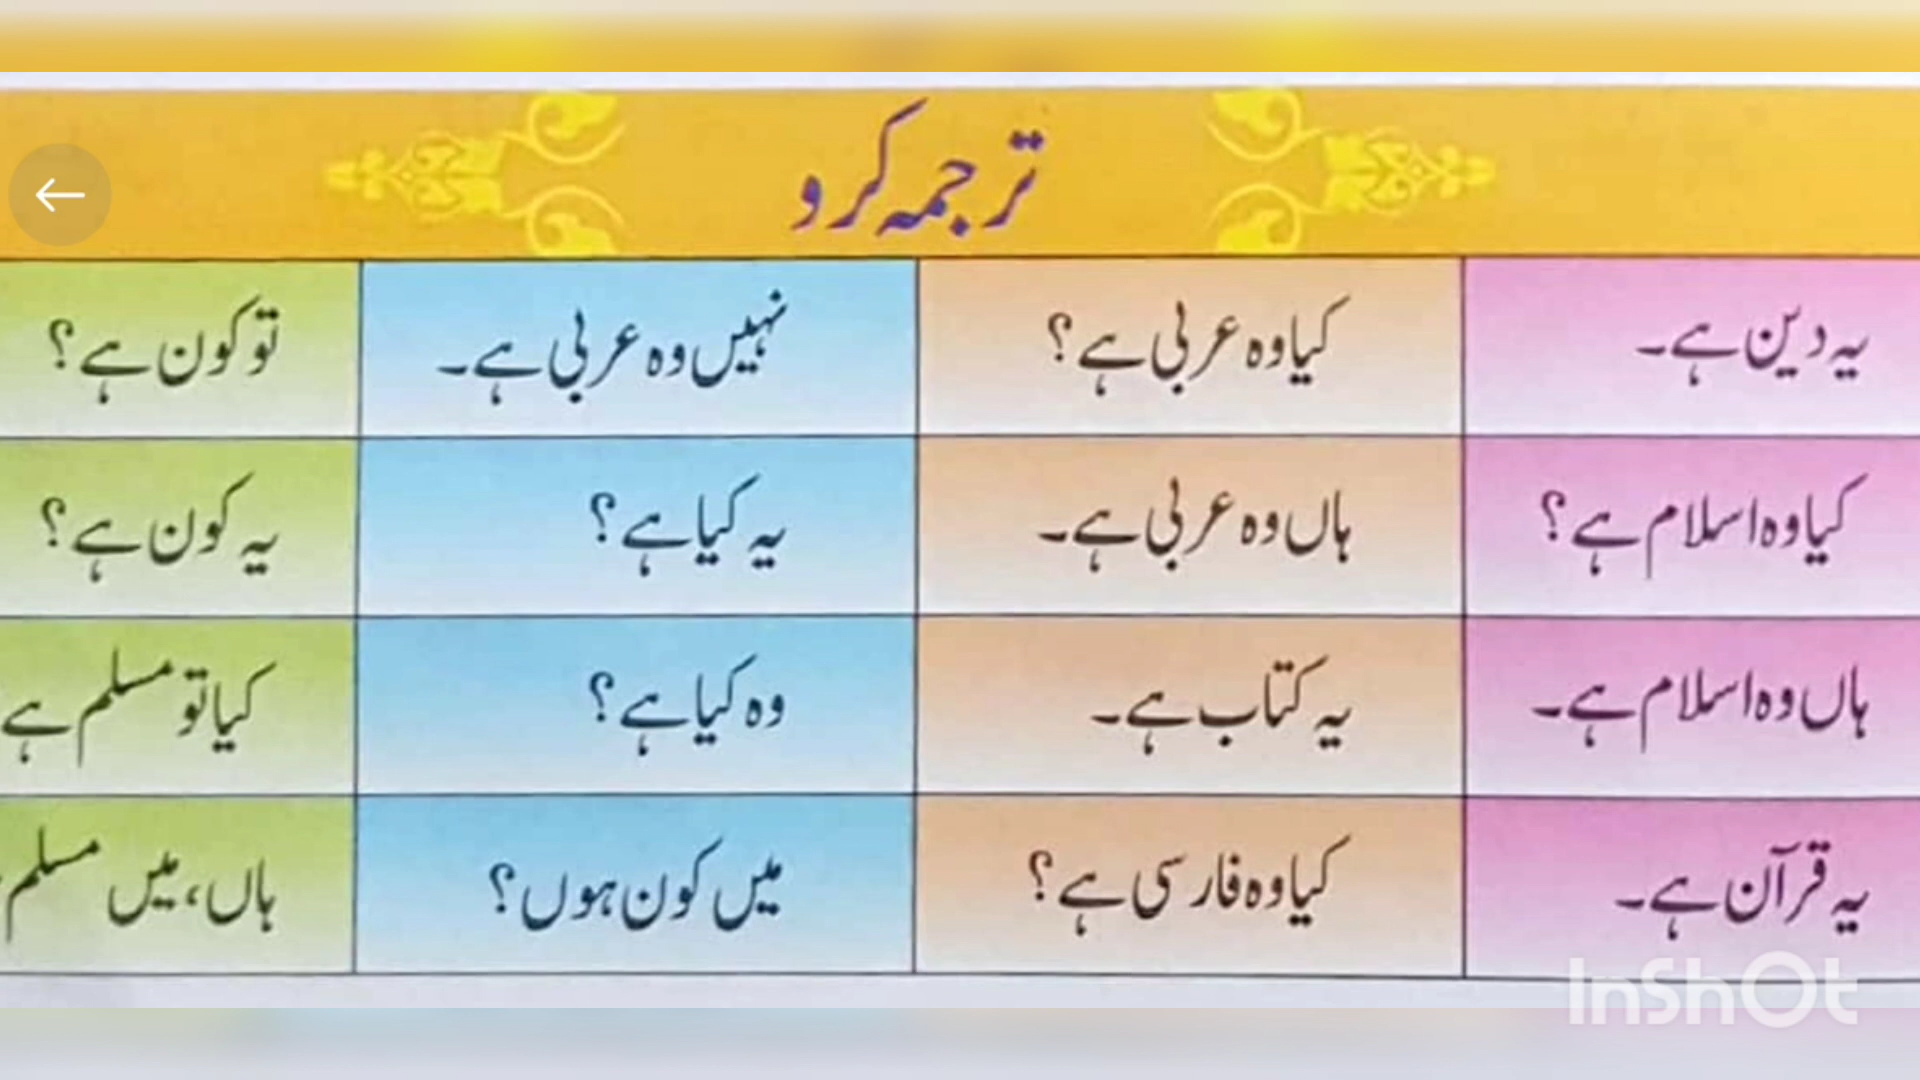 ترجمہ کرو
یہ دین ہے۔
کیا وہ عربی ہے؟
نہیں وہ عربی ہے۔
تو کون ہے؟
کیا وہ اسلام ہے؟
ہاں وہ عربی ہے۔
یہ کیا ہے؟
یہ کون ہے؟
ہاں وہ اسلام ہے۔
یہ کتاب ہے۔
وہ کیا ہے؟
کیا تو مسلم ہے
یہ قرآن ہے۔
کیا وہ فارسی ہے؟
میں کون ہوں؟
ہاں، میں مسلم
InShOt